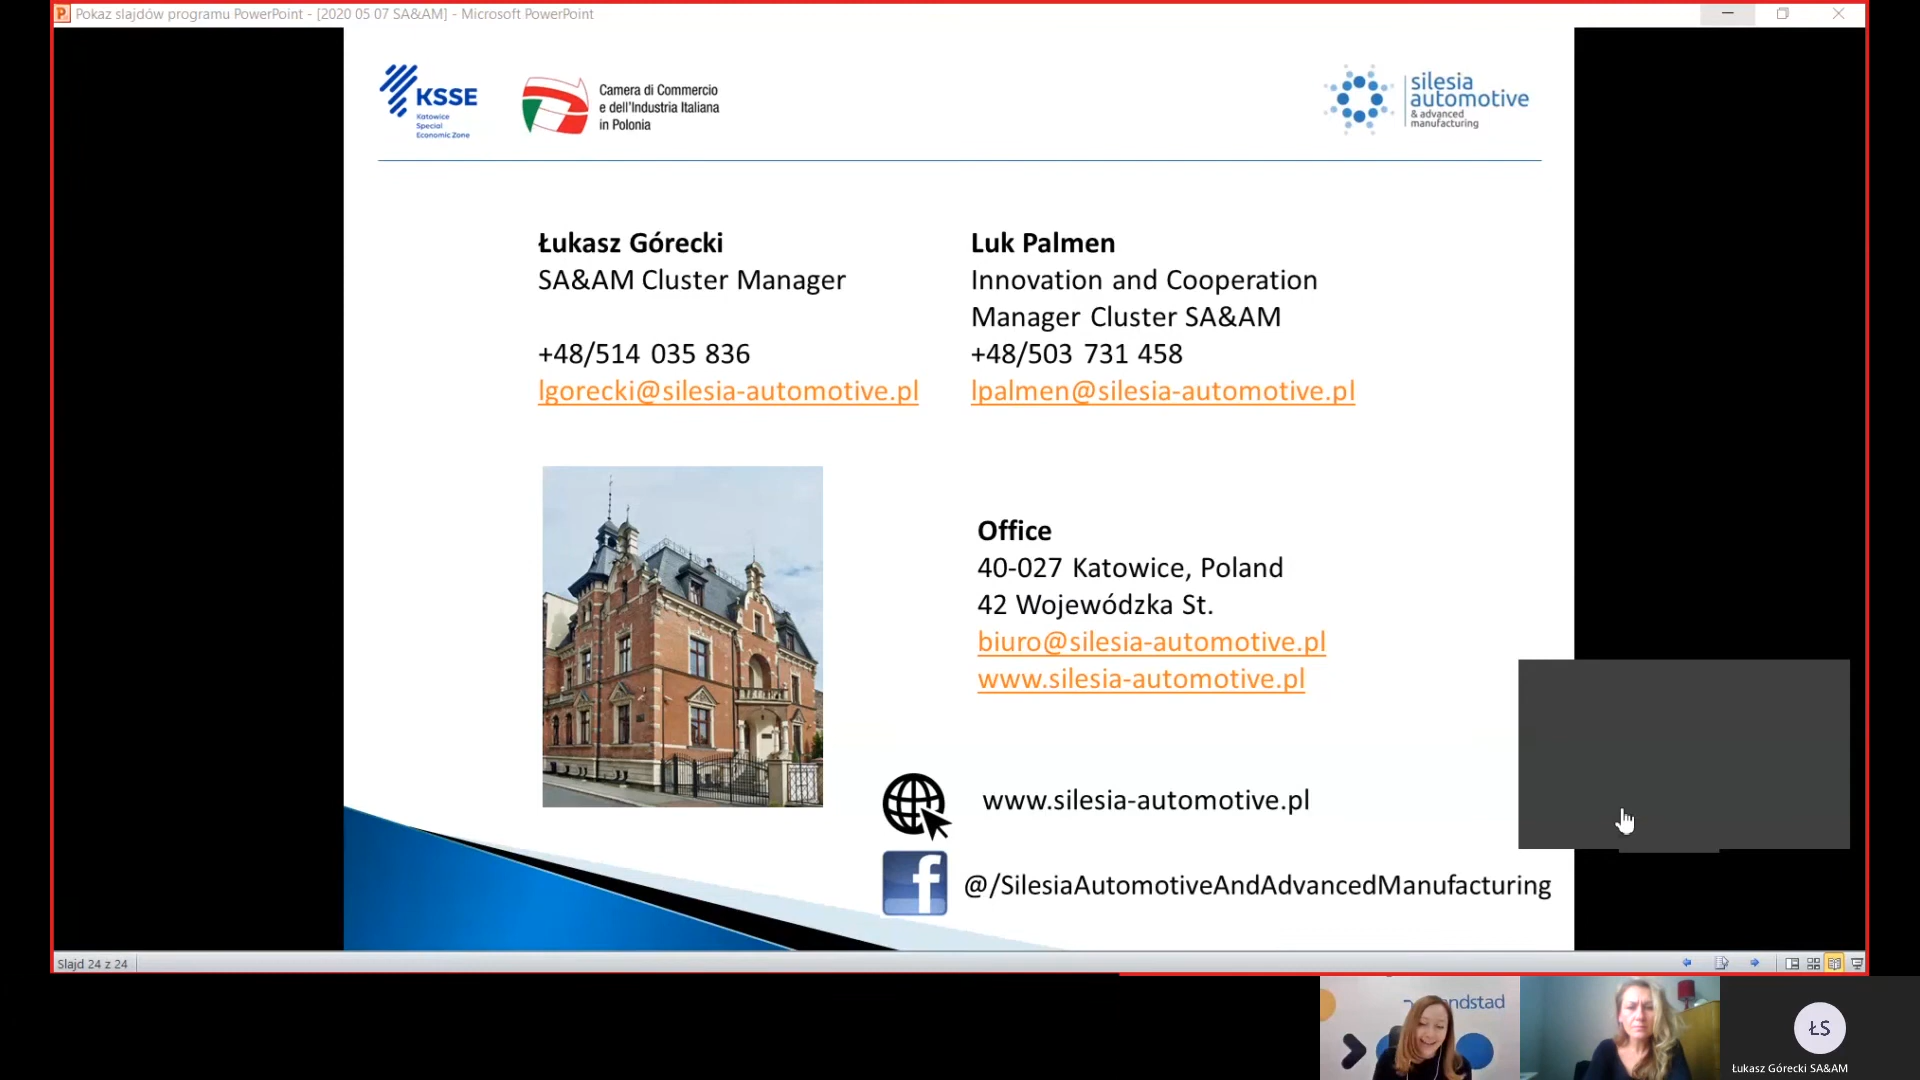 Pokaz slajdów programu PowerPoint - [2020 05 07 SA&AM] - Microsoft PowerPoint
KSSE
Katowice
Special
Economic Zone
Camera di Commercio
e dell'Industria Italiana
in Polonia
silesia
automotive
& advanced
manufacturing
Łukasz Górecki
SA&AM Cluster Manager
+48/514 035 836
lgorecki@silesia-automotive.pl
Luk Palmen
Innovation and Cooperation
Manager Cluster SA&AM
+48/503 731 458
lpalmen@silesia-automotive.pl
Office
40-027 Katowice, Poland
42 Wojewódzka St.
biuro@silesia-automotive.pl
www.silesia-automotive.pl
www.silesia-automotive.pl
@/SilesiaAutomotiveAndAdvancedManufacturing
Slajd 24 z 24
ŁS
Łukasz Górecki SA&AM